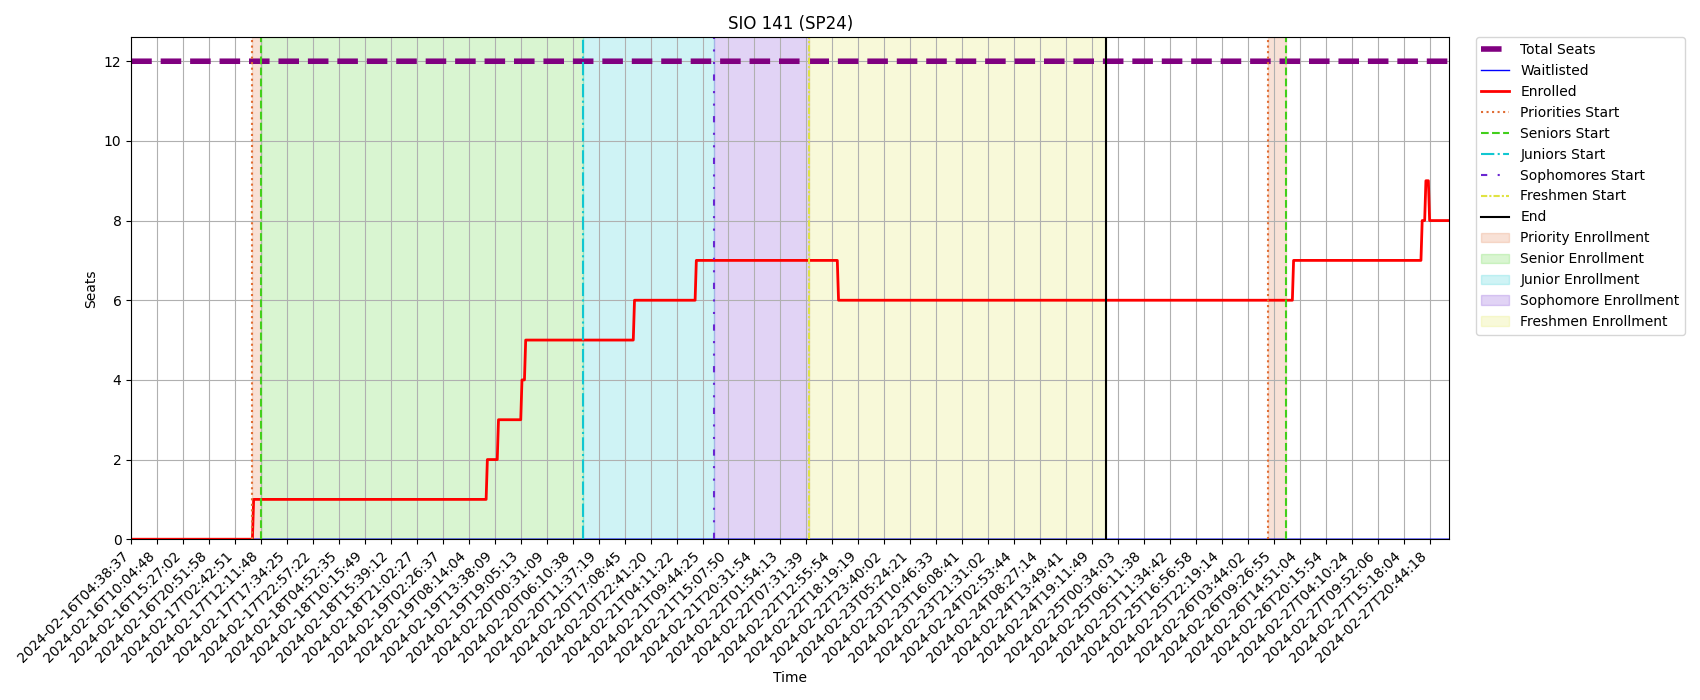 SIO 141 (SP24)
Seats
12
10
8
6
4
2
0
2024-02-16T04:38:37
2024-02-16T10:04:48
2024-02-16T15:27:02
2024-02-16T20:51:58
2024-02-17T02:42:51
2024-02-17T12:11:48
2024-02-17T17:34:25
2024-02-17T22:57:22
2024-02-18T04:52:35
2024-02-18T10:15:49
2024-02-18T15:39:12
2024-02-18T21:02:27
2024-02-19T02:26:37
2024-02-19T08:14:04
2024-02-19T13:38:09
2024-02-19T19:05:13
2024-02-20T00:31:09
2024-02-20T06:10:38
2024-02-20T11:37:19
2024-02-20T17:08:45
2024-02-20T22:41:20
2024-02-21T04:11:22
2024-02-21T09:44:25
2024-02-21T15:07:50
2024-02-21T20:31:54
2024-02-22T01:54:13
2024-02-22T07:31:39
2024-02-22T12:55:54
2024-02-22T18:19:19
2024-02-22T23:40:02
2024-02-23T05:24:21
2024-02-23T10:46:33
2024-02-23T16:08:41
2024-02-23T21:31:02
2024-02-24T02:53:44
2024-02-24T08:27:14
2024-02-24T13:49:41
2024-02-24T19:11:49
2024-02-25T00:34:03
2024-02-25T06:11:38
2024-02-25T11:34:42
2024-02-25T16:56:58
2024-02-25T22:19:14
2024-02-26T03:44:02
2024-02-26T09:26:55
2024-02-26T14:51:04
2024-02-26T20:15:54
2024-02-27T04:10:24
2024-02-27T09:52:06
2024-02-27T15:18:04
2024-02-27T20:44:18
Time
Total Seats
Waitlisted
Enrolled
Priorities Start
Seniors Start
Juniors Start
Sophomores Start
Freshmen Start
End
Priority Enrollment
Senior Enrollment
Junior Enrollment
Sophomore Enrollment
Freshmen Enrollment